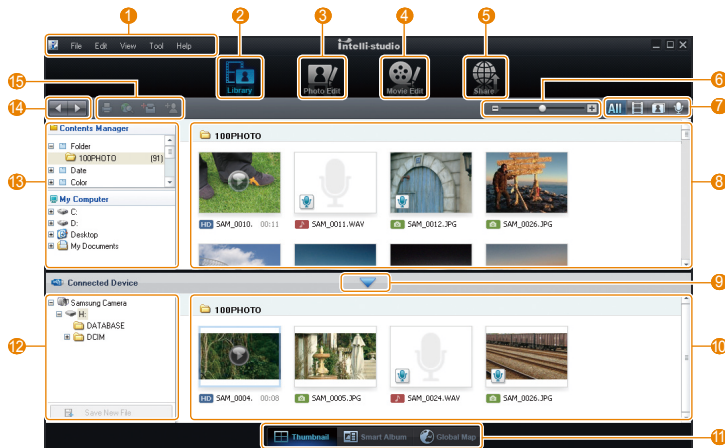 1 2 3 4 5
File Edit View Tool Help
intelli-studio
Library Photo Edit Movie Edit Share
15
6
14
All
7
Contents Manager
Folder
100PHOTO (91)
Date
Color
13
My Computer
C:
D:
Desktop
My Documents
100PHOTO
HD SAM_0010. 00:11 SAM_0011.WAV SAM_0012.JPG SAM_0026.JPG
8
Connected Device
9
Samsung Camera
H:
DATABASE
DCIM
12
Save New File
100PHOTO
HD SAM_0004. 00:08 SAM_0005.JPG SAM_0024.WAV SAM_0026.JPG
10
Thumbnail Smart Album Global Map
11